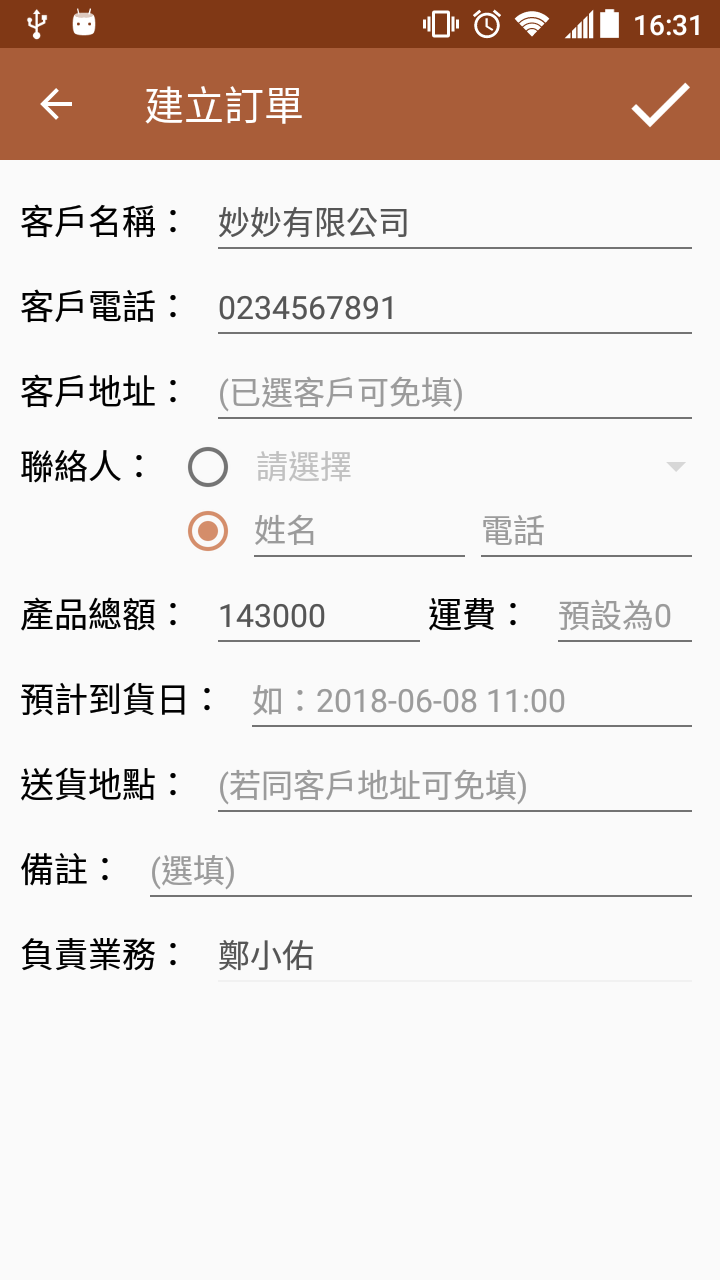 16:31
建立訂單
客戶名稱： 妙妙有限公司
客戶電話： 0234567891
客戶地址： (已選客戶可免填)
聯絡人： 請選擇
姓名 電話
產品總額： 143000 運費： 預設為0
預計到貨日： 如：2018-06-08 11:00
送貨地點： (若同客戶地址可免填)
備註： (選填)
負責業務： 鄭小佑